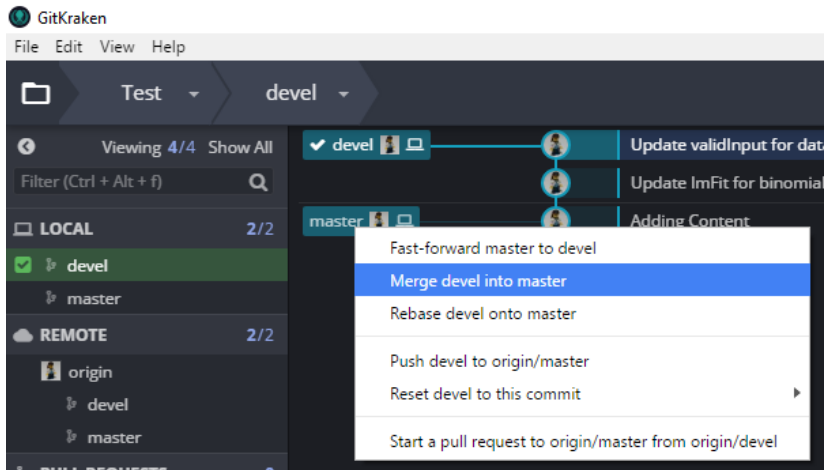 GitKraken
File Edit View Help
Test devel
Viewing 4/4 Show All
Filter (Ctrl + Alt + f)
LOCAL 2/2
devel
master
REMOTE 2/2
origin
devel
master
devel Update validInput for data
Update lmFit for binomial
master Adding Content
Fast-forward master to devel
Merge devel into master
Rebase devel onto master
Push devel to origin/master
Reset devel to this commit
Start a pull request to origin/master from origin/devel